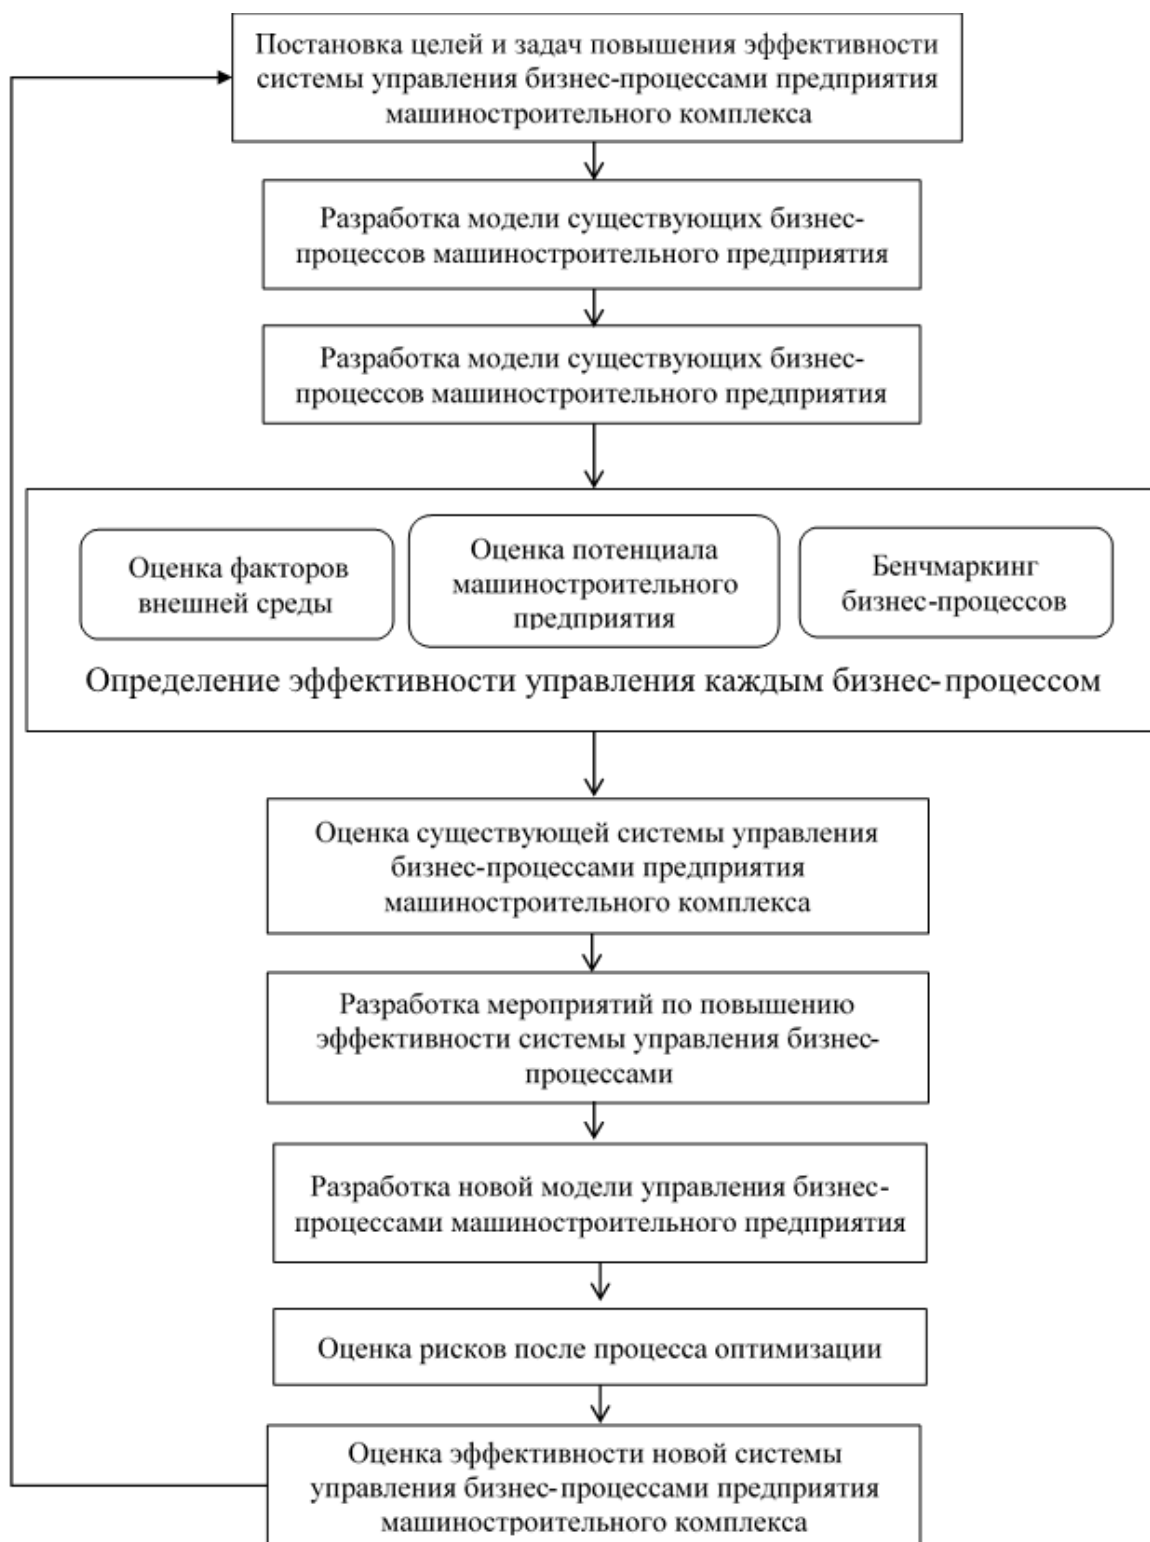 Постановка целей и задач повышения эффективности
системы управления бизнес-процессами предприятия
машиностроительного комплекса
Разработка модели существующих бизнес-
процессов машиностроительного предприятия
Разработка модели существующих бизнес-
процессов машиностроительного предприятия
Оценка факторов
внешней среды
Оценка потенциала
машиностроительного
предприятия
Бенчмаркинг
бизнес-процессов
Определение эффективности управления каждым бизнес-процессом
Оценка существующей системы управления
бизнес-процессами предприятия
машиностроительного комплекса
Разработка мероприятий по повышению
эффективности системы управления бизнес-
процессами
Разработка новой модели управления бизнес-
процессами машиностроительного предприятия
Оценка рисков после процесса оптимизации
Оценка эффективности новой системы
управления бизнес-процессами предприятия
машиностроительного комплекса